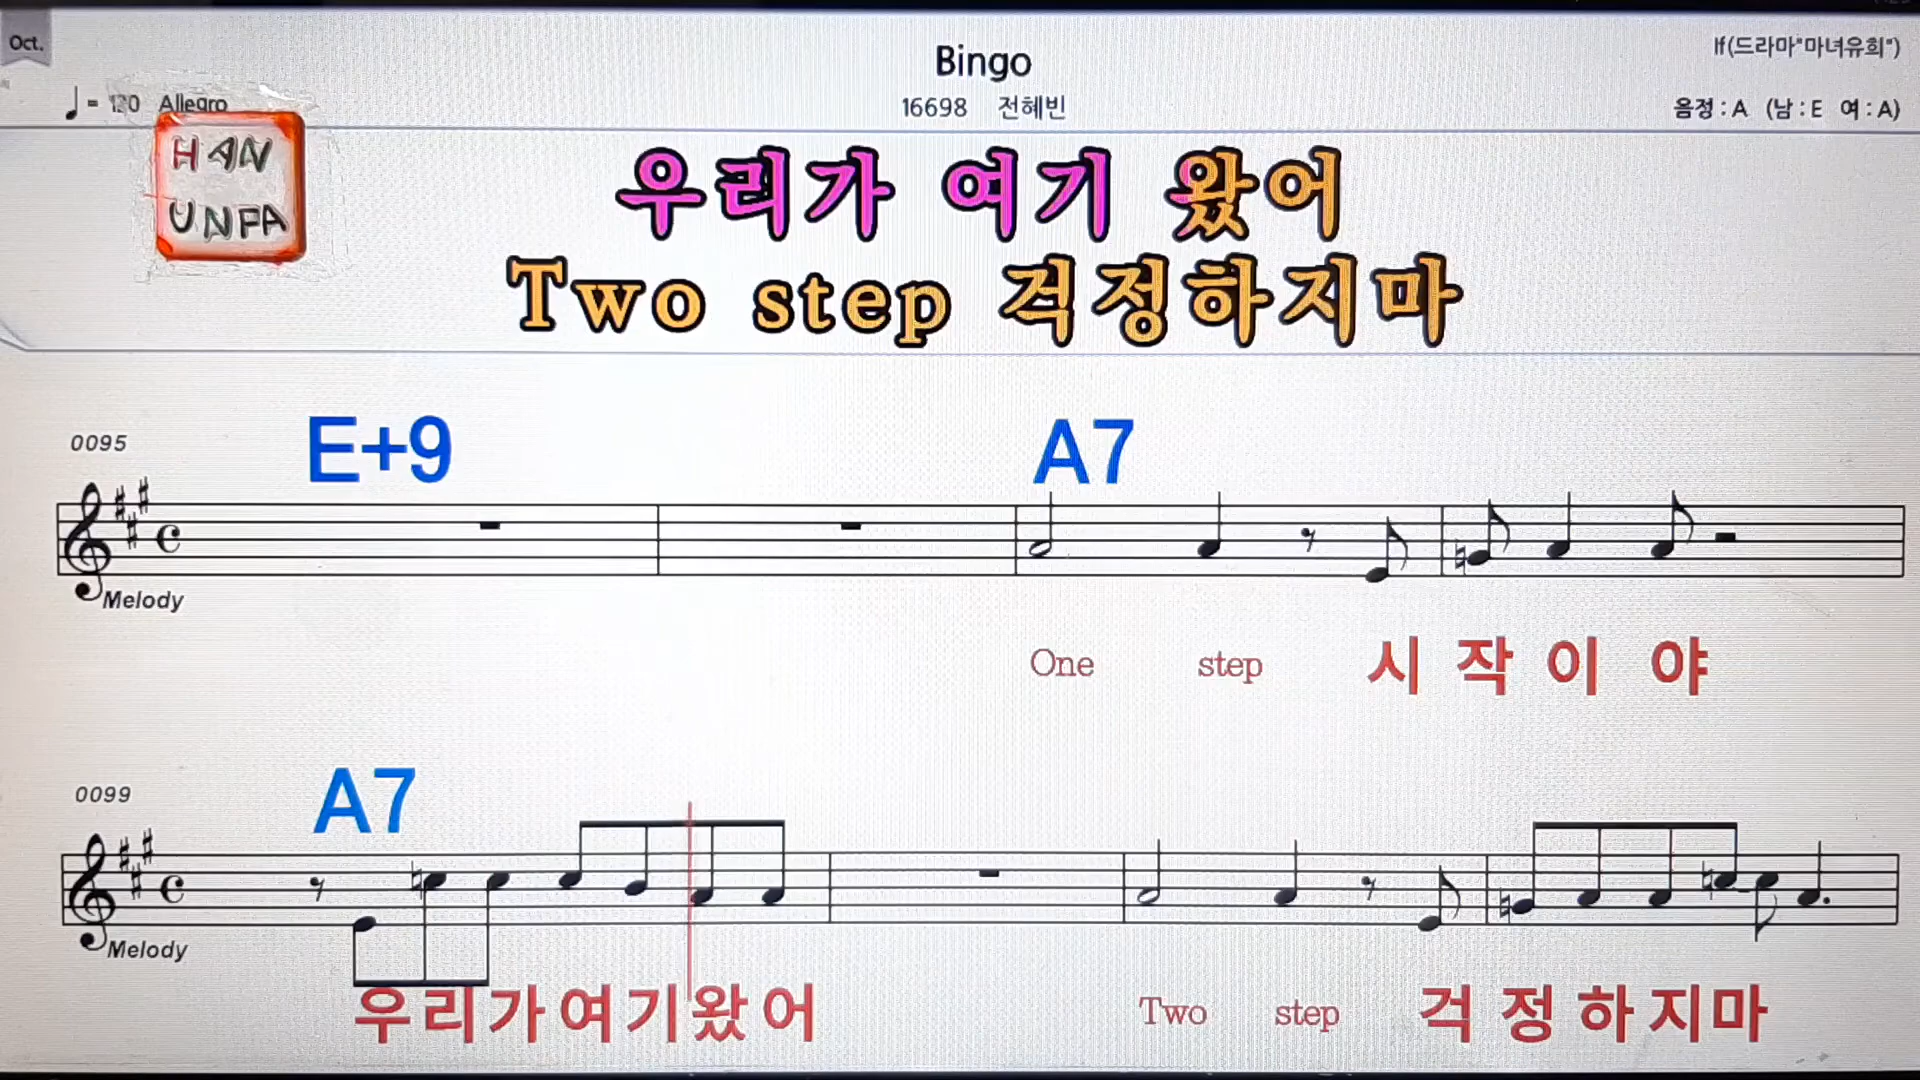 Oct.
Bingo
If(드라마"마녀유희")
♩= 120 Allegro
16698 전혜빈
음정 : A (남 : E 여 : A)
HAN
UNFA
우리가 여기 왔어
Two step 걱정하지마
0095
E+9
A7
Melody
One step 시 작 이 야
0099
A7
Melody
우리가여기왔어
Two step 걱 정 하지마